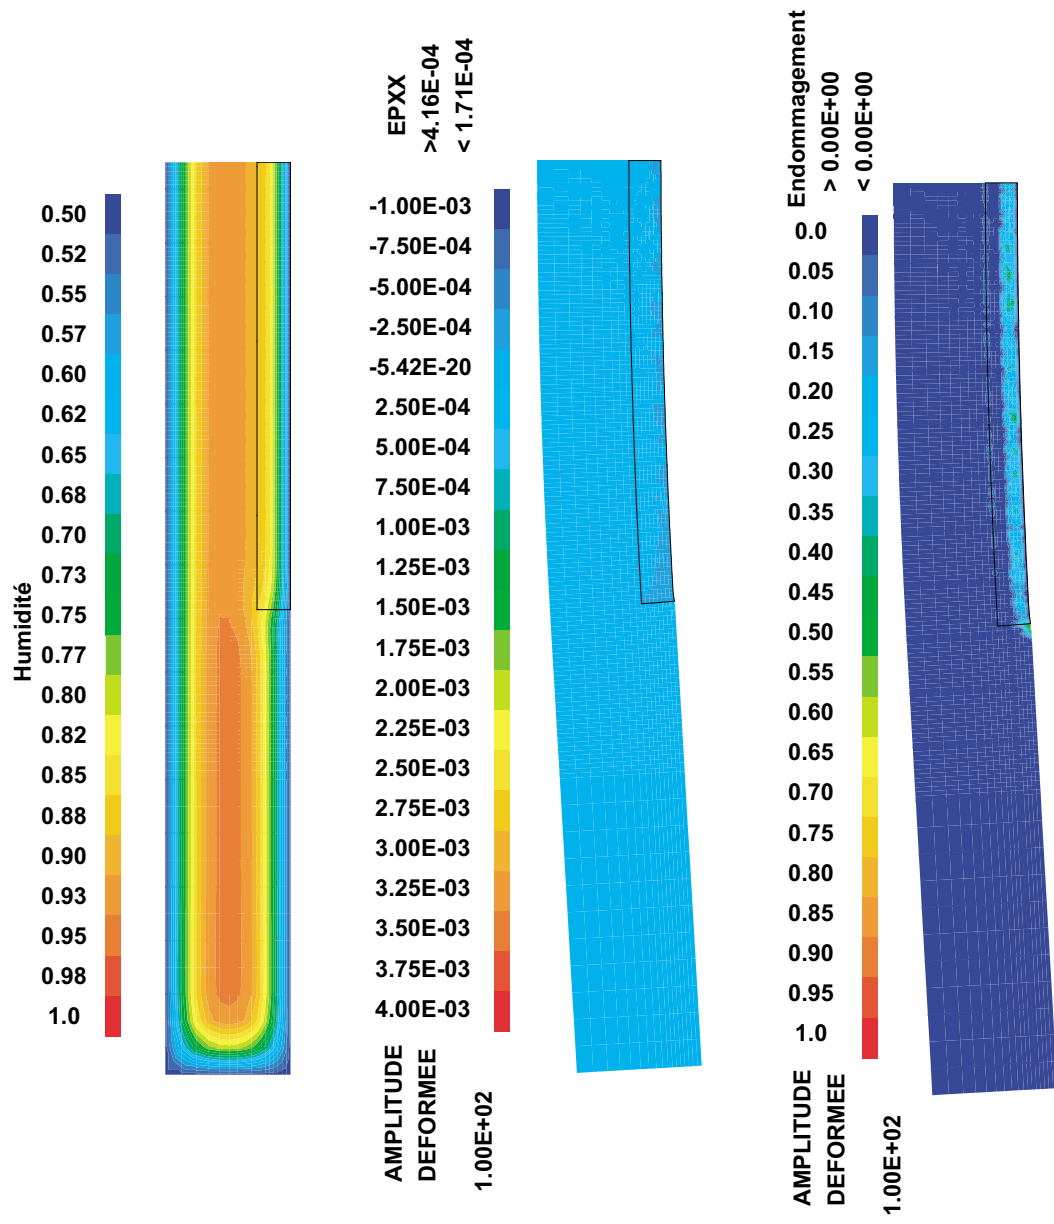 Humidité
0.50
0.52
0.55
0.57
0.60
0.62
0.65
0.68
0.70
0.73
0.75
0.77
0.80
0.82
0.85
0.88
0.90
0.93
0.95
0.98
1.0
EPXX
>4.16E-04
< 1.71E-04
-1.00E-03
-7.50E-04
-5.00E-04
-2.50E-04
-5.42E-20
2.50E-04
5.00E-04
7.50E-04
1.00E-03
1.25E-03
1.50E-03
1.75E-03
2.00E-03
2.25E-03
2.50E-03
2.75E-03
3.00E-03
3.25E-03
3.50E-03
3.75E-03
4.00E-03
AMPLITUDE
DEFORMEE
1.00E+02
Endommagement
> 0.00E+00
< 0.00E+00
0.0
0.05
0.10
0.15
0.20
0.25
0.30
0.35
0.40
0.45
0.50
0.55
0.60
0.65
0.70
0.75
0.80
0.85
0.90
0.95
1.0
AMPLITUDE
DEFORMEE
1.00E+02